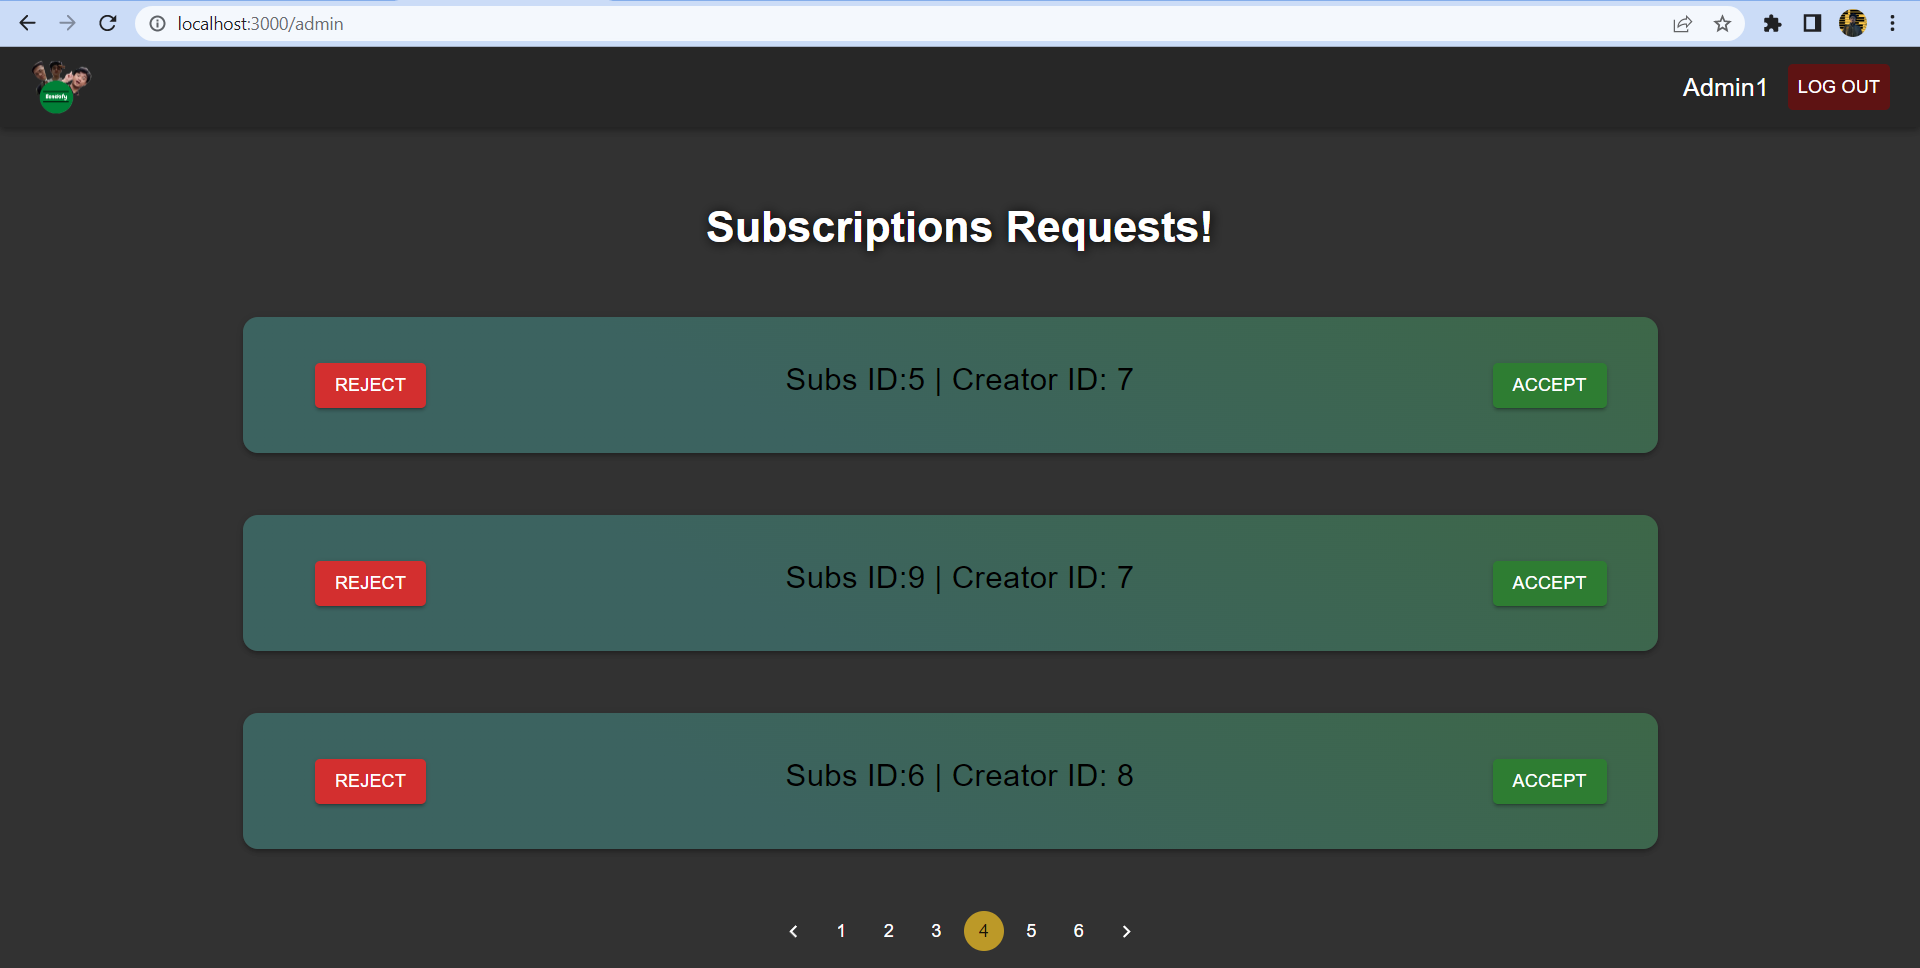 localhost:3000/admin
Admin1 LOG OUT
Subscriptions Requests!
REJECT Subs ID:5 | Creator ID: 7 ACCEPT
REJECT Subs ID:9 | Creator ID: 7 ACCEPT
REJECT Subs ID:6 | Creator ID: 8 ACCEPT
1 2 3 4 5 6